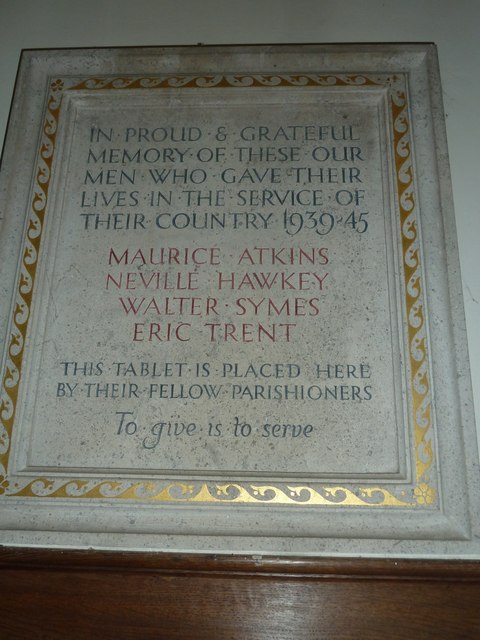 IN · PROUD · & GRATEFUL
MEMORY · OF THESE · OUR
MEN · WHO · GAVE · THEIR
LIVES · IN THE · SERVICE · OF
THEIR · COUNTRY · 1939-45
MAURICE · ATKINS
NEVILLE · HAWKEY
WALTER · SYMES
ERIC · TRENT
THIS · TABLET · IS · PLACED · HERE
BY · THEIR · FELLOW · PARISHIONERS
To · give · is · to · serve